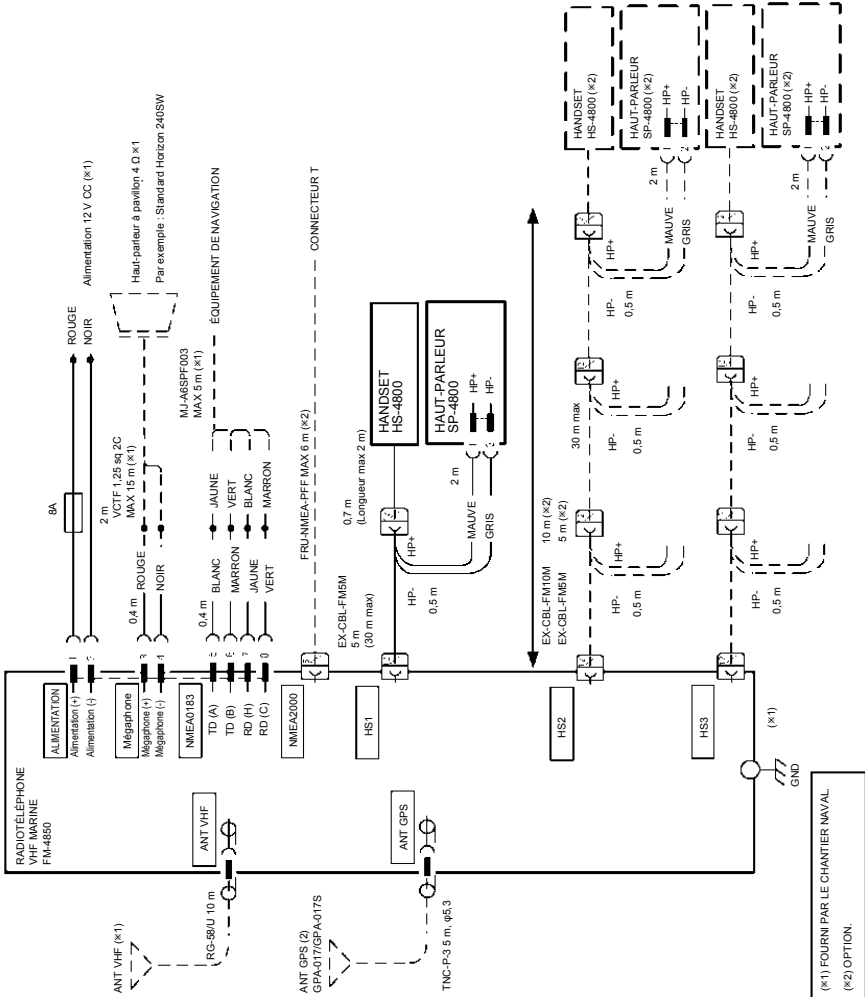 RADIOTÉLÉPHONE
VHF MARINE
FM-4850
ANT VHF (※1)
RG-58/U 10 m
ANT VHF
ANT GPS (2)
GPA-017/GPA-017S
TNC-P-3 5 m, φ5,3
ANT GPS
ALIMENTATION
Alimentation (+)
Alimentation (-)
8A
ROUGE
NOIR
Alimentation 12 V CC (※1)
2 m
Mégaphone
Mégaphone (+)
Mégaphone (-)
0,4 m
ROUGE
NOIR
VCTF 1,25 sq 2C
MAX 15 m (※1)
Haut-parleur à pavillon 4 Ω ※1
Par exemple : Standard Horizon 240SW
NMEA0183
TD (A)
TD (B)
RD (H)
RD (C)
5
6
7
8
0,4 m
BLANC
MARRON
JAUNE
VERT
JAUNE
VERT
BLANC
MARRON
MJ-A6SPF003
MAX 5 m (※1)
ÉQUIPEMENT DE NAVIGATION
NMEA2000
FRU-NMEA-PFF MAX 6 m (※2)
CONNECTEUR T
HS1
EX-CBL-FM5M
5 m
(30 m max)
HP+
HP-
0,5 m
0,7 m
(Longueur max 2 m)
HANDSET
HS-4800
MAUVE
GRIS
2 m
HAUT-PARLEUR
SP-4800
HP+
HP-
HS2
EX-CBL-FM10M
EX-CBL-FM5M
10 m (※2)
5 m (※2)
30 m max
HP+
HP-
0,5 m
HP+
HP-
0,5 m
HP+
HP-
0,5 m
MAUVE
GRIS
2 m
HANDSET
HS-4800 (※2)
HAUT-PARLEUR
SP-4800 (※2)
HP+
HP-
HS3
HP+
HP-
0,5 m
HP+
HP-
0,5 m
HP+
HP-
0,5 m
MAUVE
GRIS
2 m
HANDSET
HS-4800 (※2)
HAUT-PARLEUR
SP-4800 (※2)
HP+
HP-
(※1)
GND
(※1) FOURNI PAR LE CHANTIER NAVAL.
(※2) OPTION.